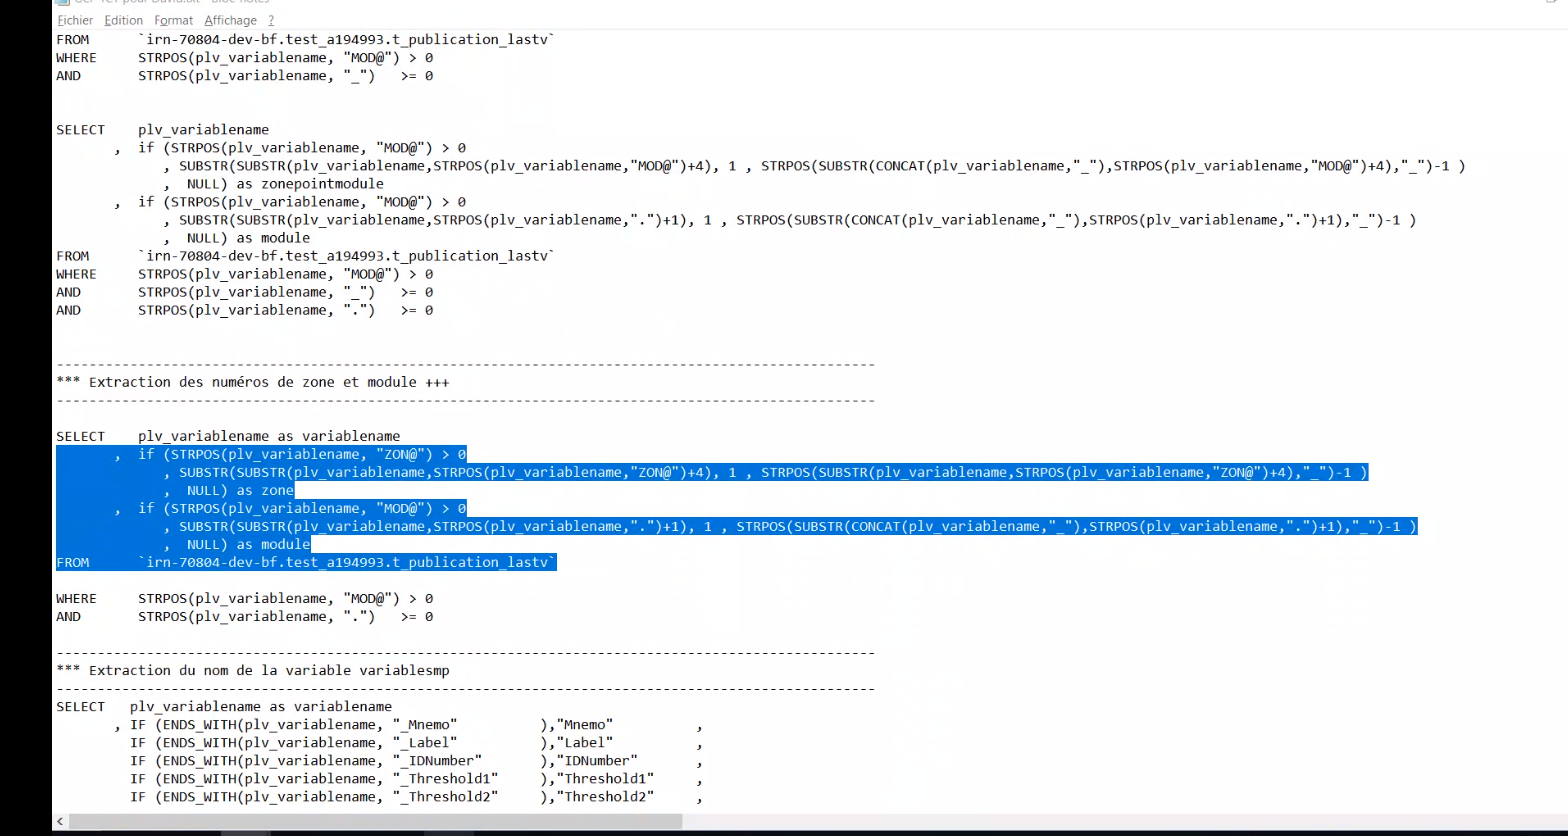 Fichier Edition Format Affichage ?
FROM      `irn-70804-dev-bf.test_a194993.t_publication_lastv`
WHERE     STRPOS(plv_variablename, "MOD@") > 0
AND       STRPOS(plv_variablename, "_")   >= 0
SELECT    plv_variablename
       ,  if (STRPOS(plv_variablename, "MOD@") > 0
             , SUBSTR(SUBSTR(plv_variablename,STRPOS(plv_variablename,"MOD@")+4), 1 , STRPOS(SUBSTR(CONCAT(plv_variablename,"_"),STRPOS(plv_variablename,"MOD@")+4),"_")-1 )
             ,  NULL) as zonepointmodule
       ,  if (STRPOS(plv_variablename, "MOD@") > 0
             , SUBSTR(SUBSTR(plv_variablename,STRPOS(plv_variablename,".")+1), 1 , STRPOS(SUBSTR(CONCAT(plv_variablename,"_"),STRPOS(plv_variablename,".")+1),"_")-1 )
             ,  NULL) as module
FROM      `irn-70804-dev-bf.test_a194993.t_publication_lastv`
WHERE     STRPOS(plv_variablename, "MOD@") > 0
AND       STRPOS(plv_variablename, "_")   >= 0
AND       STRPOS(plv_variablename, ".")   >= 0
----------------------------------------------------------------------------------------------------
*** Extraction des numéros de zone et module +++
----------------------------------------------------------------------------------------------------
SELECT    plv_variablename as variablename
       ,  if (STRPOS(plv_variablename, "ZON@") > 0
             , SUBSTR(SUBSTR(plv_variablename,STRPOS(plv_variablename,"ZON@")+4), 1 , STRPOS(SUBSTR(plv_variablename,STRPOS(plv_variablename,"ZON@")+4),"_")-1 )
             ,  NULL) as zone
       ,  if (STRPOS(plv_variablename, "MOD@") > 0
             , SUBSTR(SUBSTR(plv_variablename,STRPOS(plv_variablename,".")+1), 1 , STRPOS(SUBSTR(CONCAT(plv_variablename,"_"),STRPOS(plv_variablename,".")+1),"_")-1 )
             ,  NULL) as module
FROM      `irn-70804-dev-bf.test_a194993.t_publication_lastv`
WHERE     STRPOS(plv_variablename, "MOD@") > 0
AND       STRPOS(plv_variablename, ".")   >= 0
----------------------------------------------------------------------------------------------------
*** Extraction du nom de la variable variablesmp
----------------------------------------------------------------------------------------------------
SELECT   plv_variablename as variablename
       , IF (ENDS_WITH(plv_variablename, "_Mnemo"          ),"Mnemo"          ,
         IF (ENDS_WITH(plv_variablename, "_Label"          ),"Label"          ,
         IF (ENDS_WITH(plv_variablename, "_IDNumber"       ),"IDNumber"       ,
         IF (ENDS_WITH(plv_variablename, "_Threshold1"     ),"Threshold1"     ,
         IF (ENDS_WITH(plv_variablename, "_Threshold2"     ),"Threshold2"     ,